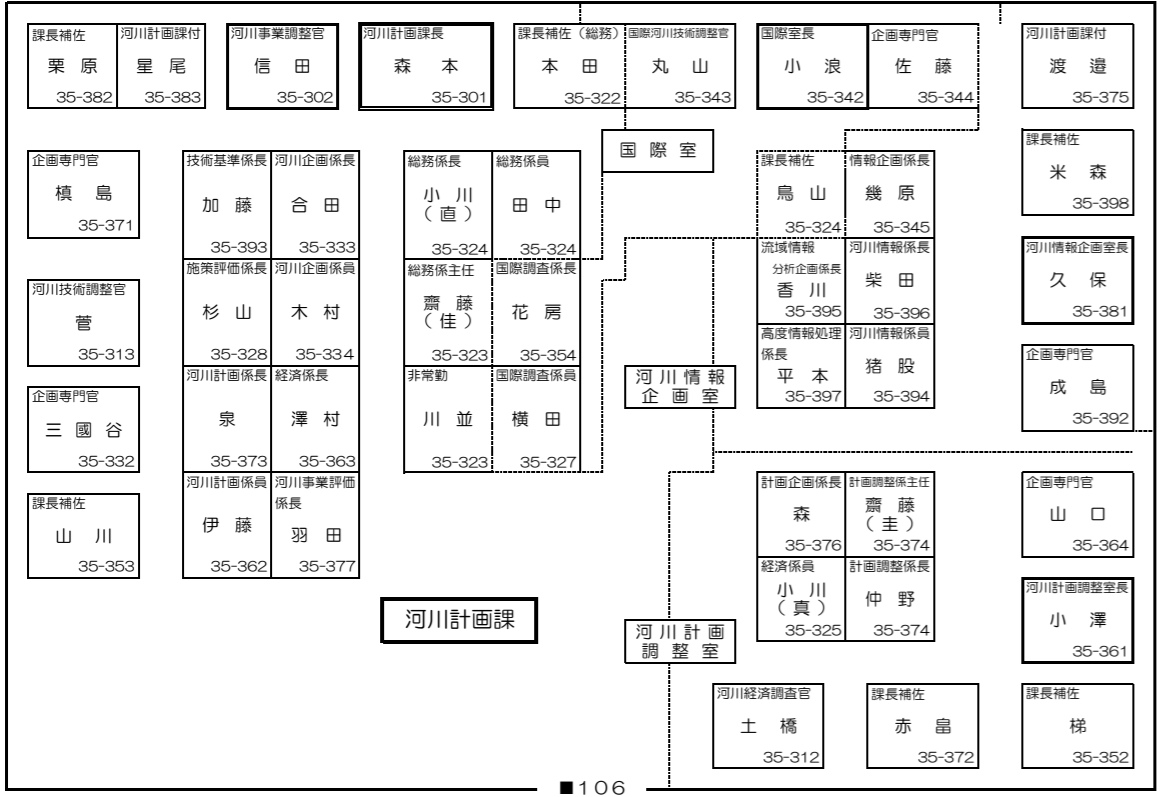 課長補佐
栗原
35-382
河川計画課付
星尾
35-383
河川事業調整官
信田
35-302
河川計画課長
森本
35-301
課長補佐（総務）
本田
35-322
国際河川技術調整官
丸山
35-343
国際室長
小浪
35-342
企画専門官
佐藤
35-344
河川計画課付
渡邉
35-375
国際室
企画専門官
槙島
35-371
技術基準係長
加藤
35-393
河川企画係長
合田
35-333
総務係長
小川
（直）
35-324
総務係員
田中
35-324
課長補佐
鳥山
35-324
情報企画係長
幾原
35-345
課長補佐
米森
35-398
河川技術調整官
菅
35-313
施策評価係長
杉山
35-328
河川企画係員
木村
35-334
総務係主任
齋藤
（佳）
35-323
国際調査係長
花房
35-354
流域情報
分析企画係長
香川
35-395
河川情報係長
柴田
35-396
河川情報企画室長
久保
35-381
企画専門官
三國谷
35-332
河川計画係長
泉
35-373
経済係長
澤村
35-363
非常勤
川並
35-323
国際調査係員
横田
35-327
河川情報
企画室
高度情報処理
係長
平本
35-397
河川情報係員
猪股
35-394
企画専門官
成島
35-392
課長補佐
山川
35-353
河川計画係員
伊藤
35-362
河川事業評価
係長
羽田
35-377
計画企画係長
森
35-376
計画調整係主任
齋藤
（圭）
35-374
企画専門官
山口
35-364
経済係員
小川
（真）
35-325
計画調整係長
仲野
35-374
河川計画調整室長
小澤
35-361
河川計画課
河川計画
調整室
河川経済調査官
土橋
35-312
課長補佐
赤畠
35-372
課長補佐
梯
35-352
■106